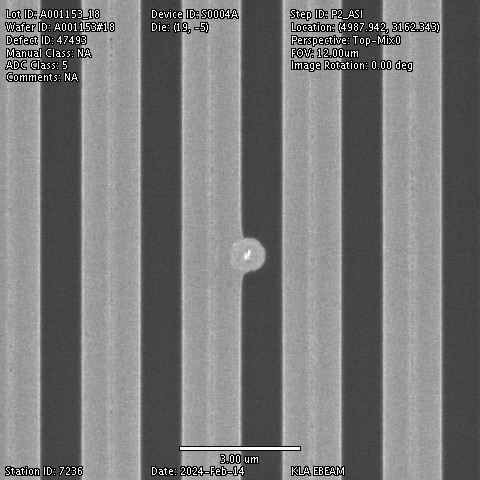 Lot ID: A001153_18
Wafer ID: A001153#18
Defect ID: 47493
Manual Class: NA
ADC Class: 5
Comments: NA
Device ID: S0004A
Die: (19, -5)
Step ID: P2_ASI
Location: (4987.942, 3162.343)
Perspective: Top-Mix0
FOV: 12.00um
Image Rotation: 0.00 deg
3.00 um
Station ID: 7236
Date: 2024-Feb-14
KLA EBEAM